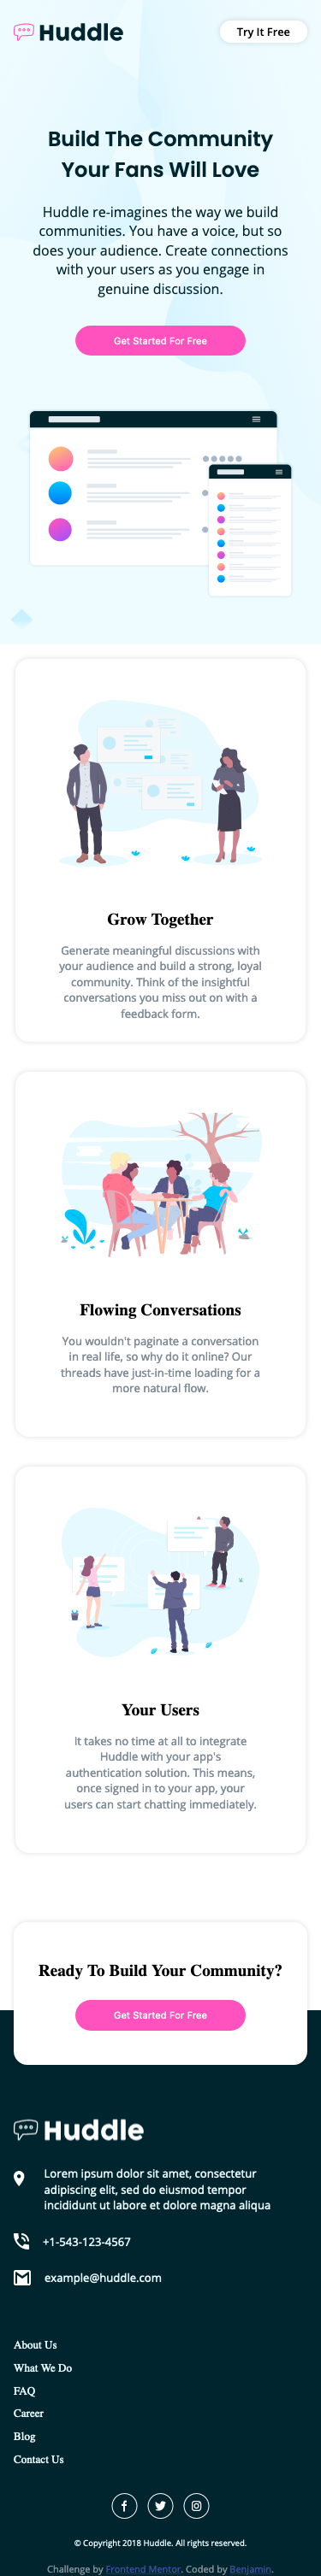 Huddle
Try It Free
Build The Community
Your Fans Will Love
Huddle re-imagines the way we build
communities. You have a voice, but so
does your audience. Create connections
with your users as you engage in
genuine discussion.
Get Started For Free
Grow Together
Generate meaningful discussions with
your audience and build a strong, loyal
community. Think of the insightful
conversations you miss out on with a
feedback form.
Flowing Conversations
You wouldn't paginate a conversation
in real life, so why do it online? Our
threads have just-in-time loading for a
more natural flow.
Your Users
It takes no time at all to integrate
Huddle with your app's
authentication solution. This means,
once signed in to your app, your
users can start chatting immediately.
Ready To Build Your Community?
Get Started For Free
Huddle
Lorem ipsum dolor sit amet, consectetur
adipiscing elit, sed do eiusmod tempor
incididunt ut labore et dolore magna aliqua
+1-543-123-4567
example@huddle.com
About Us
What We Do
FAQ
Career
Blog
Contact Us
© Copyright 2018 Huddle. All rights reserved.
Challenge by Frontend Mentor. Coded by Benjamin.